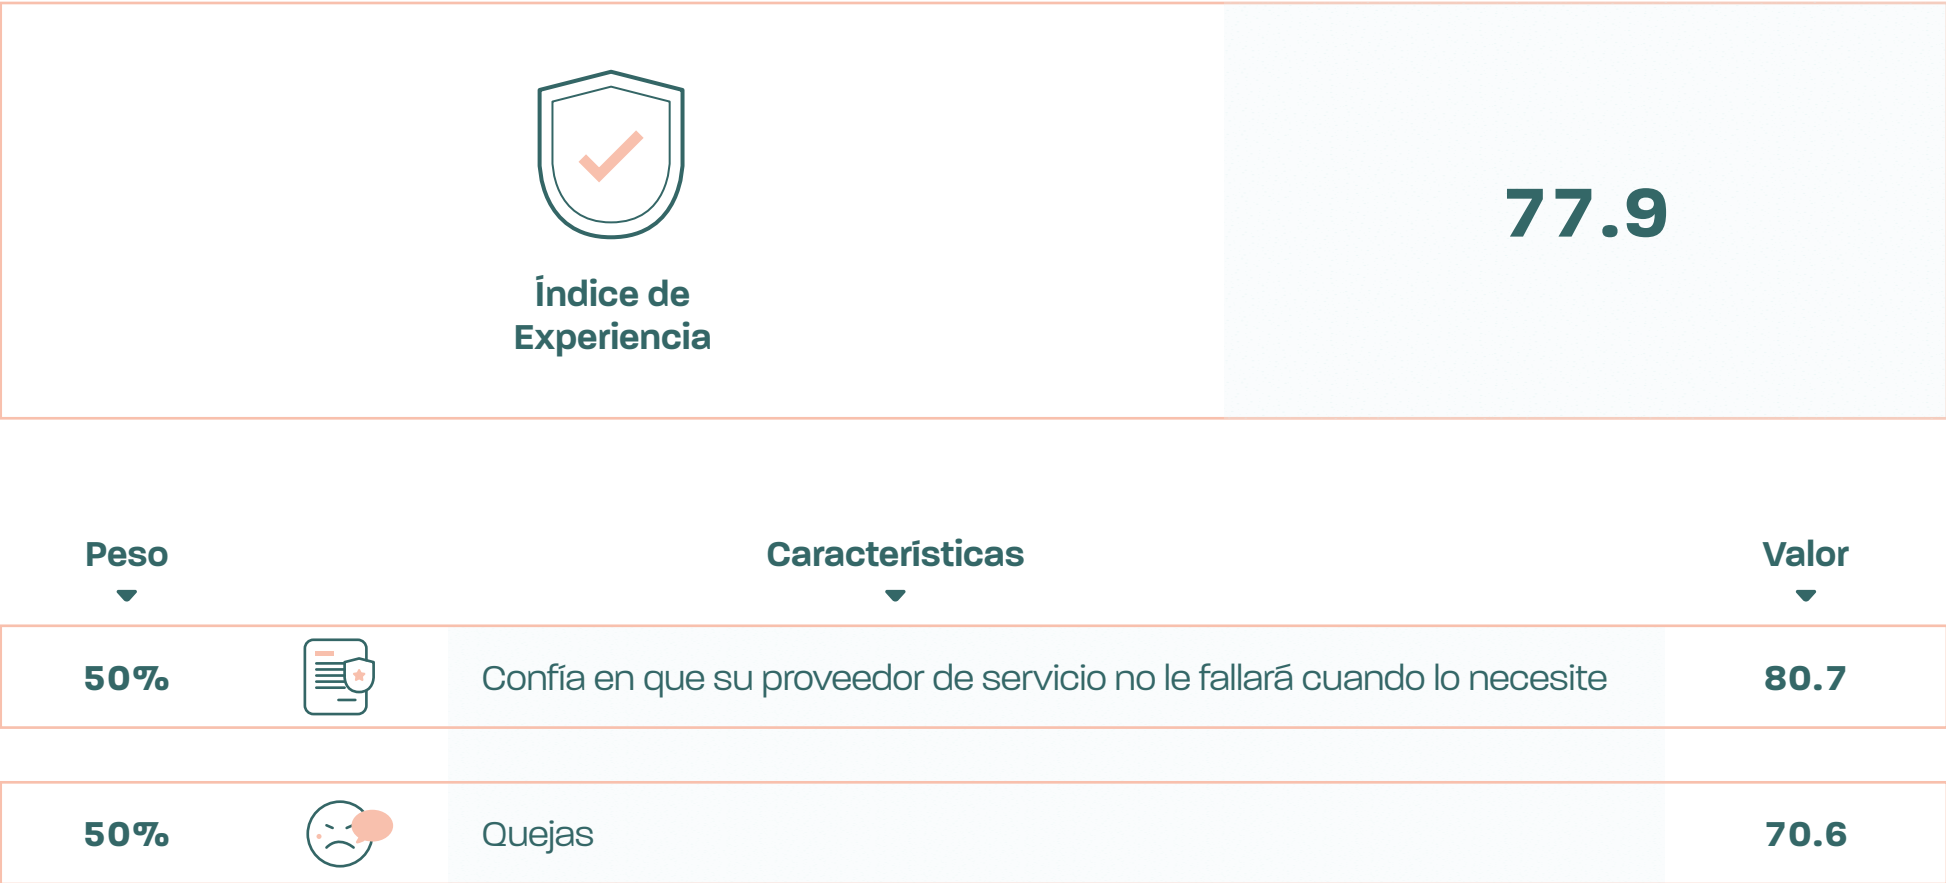 Índice de
Experiencia
77.9
Peso
Características
Valor
50%
Confía en que su proveedor de servicio no le fallará cuando lo necesite
80.7
50%
Quejas
70.6